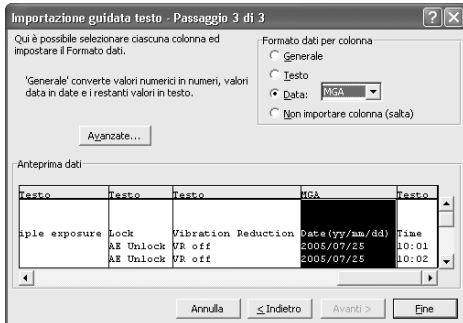 Importazione guidata testo - Passaggio 3 di 3
Qui è possibile selezionare ciascuna colonna ed
impostare il Formato dati.
'Generale' converte valori numerici in numeri, valori
data in date e i restanti valori in testo.
Avanzate...
Formato dati per colonna
Generale
Testo
Data: MGA
Non importare colonna (salta)
Anteprima dati
Testo Testo Testo MGA Testo
iple exposure Lock Vibration Reduction Date(yy/mm/dd) Time
AE Unlock VR off 2005/07/25 10:01
AE Unlock VR off 2005/07/25 10:02
Annulla < Indietro Avanti > Fine